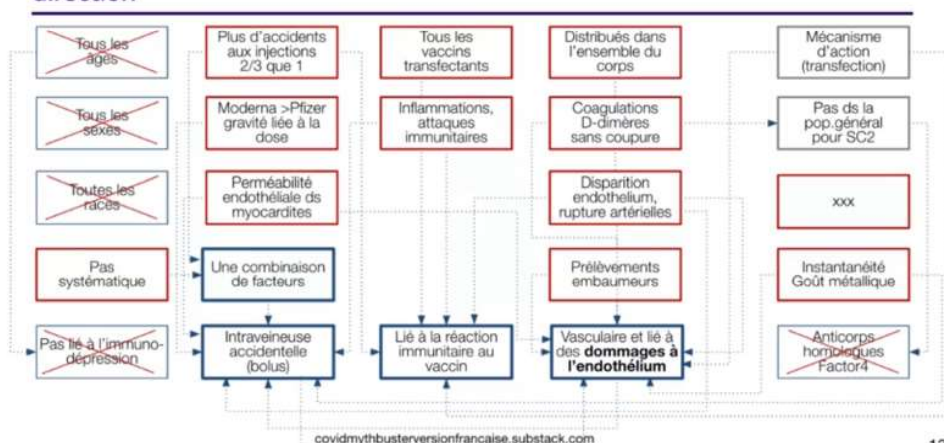 direction
Tous les
âges
Plus d'accidents
aux injections
2/3 que 1
Tous les
vaccins
transfectants
Distribués dans
l'ensemble du
corps
Mécanisme
d'action
(transfection)
Tous les
sexes
Moderna >Pfizer
gravité liée à la
dose
Inflammations,
attaques
immunitaires
Coagulations
D-dimères
sans coupure
Pas ds la
pop.général
pour SC2
Toutes les
races
Perméabilité
endothéliale ds
myocardites
Disparition
endothelium,
rupture artérielles
xxx
Pas
systématique
Une combinaison
de facteurs
Prélèvements
embaumeurs
Instantanéité
Goût métallique
Pas lié à l'immuno-
dépression
Intraveineuse
accidentelle
(bolus)
Lié à la réaction
immunitaire au
vaccin
Vasculaire et lié à
des dommages à
l'endothélium
Anticorps
homologues
Factor4
covidmythbusterversionfrancaise.substack.com